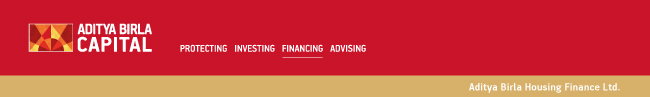 ADITYA BIRLA
CAPITAL
PROTECTING INVESTING FINANCING ADVISING
Aditya Birla Housing Finance Ltd.